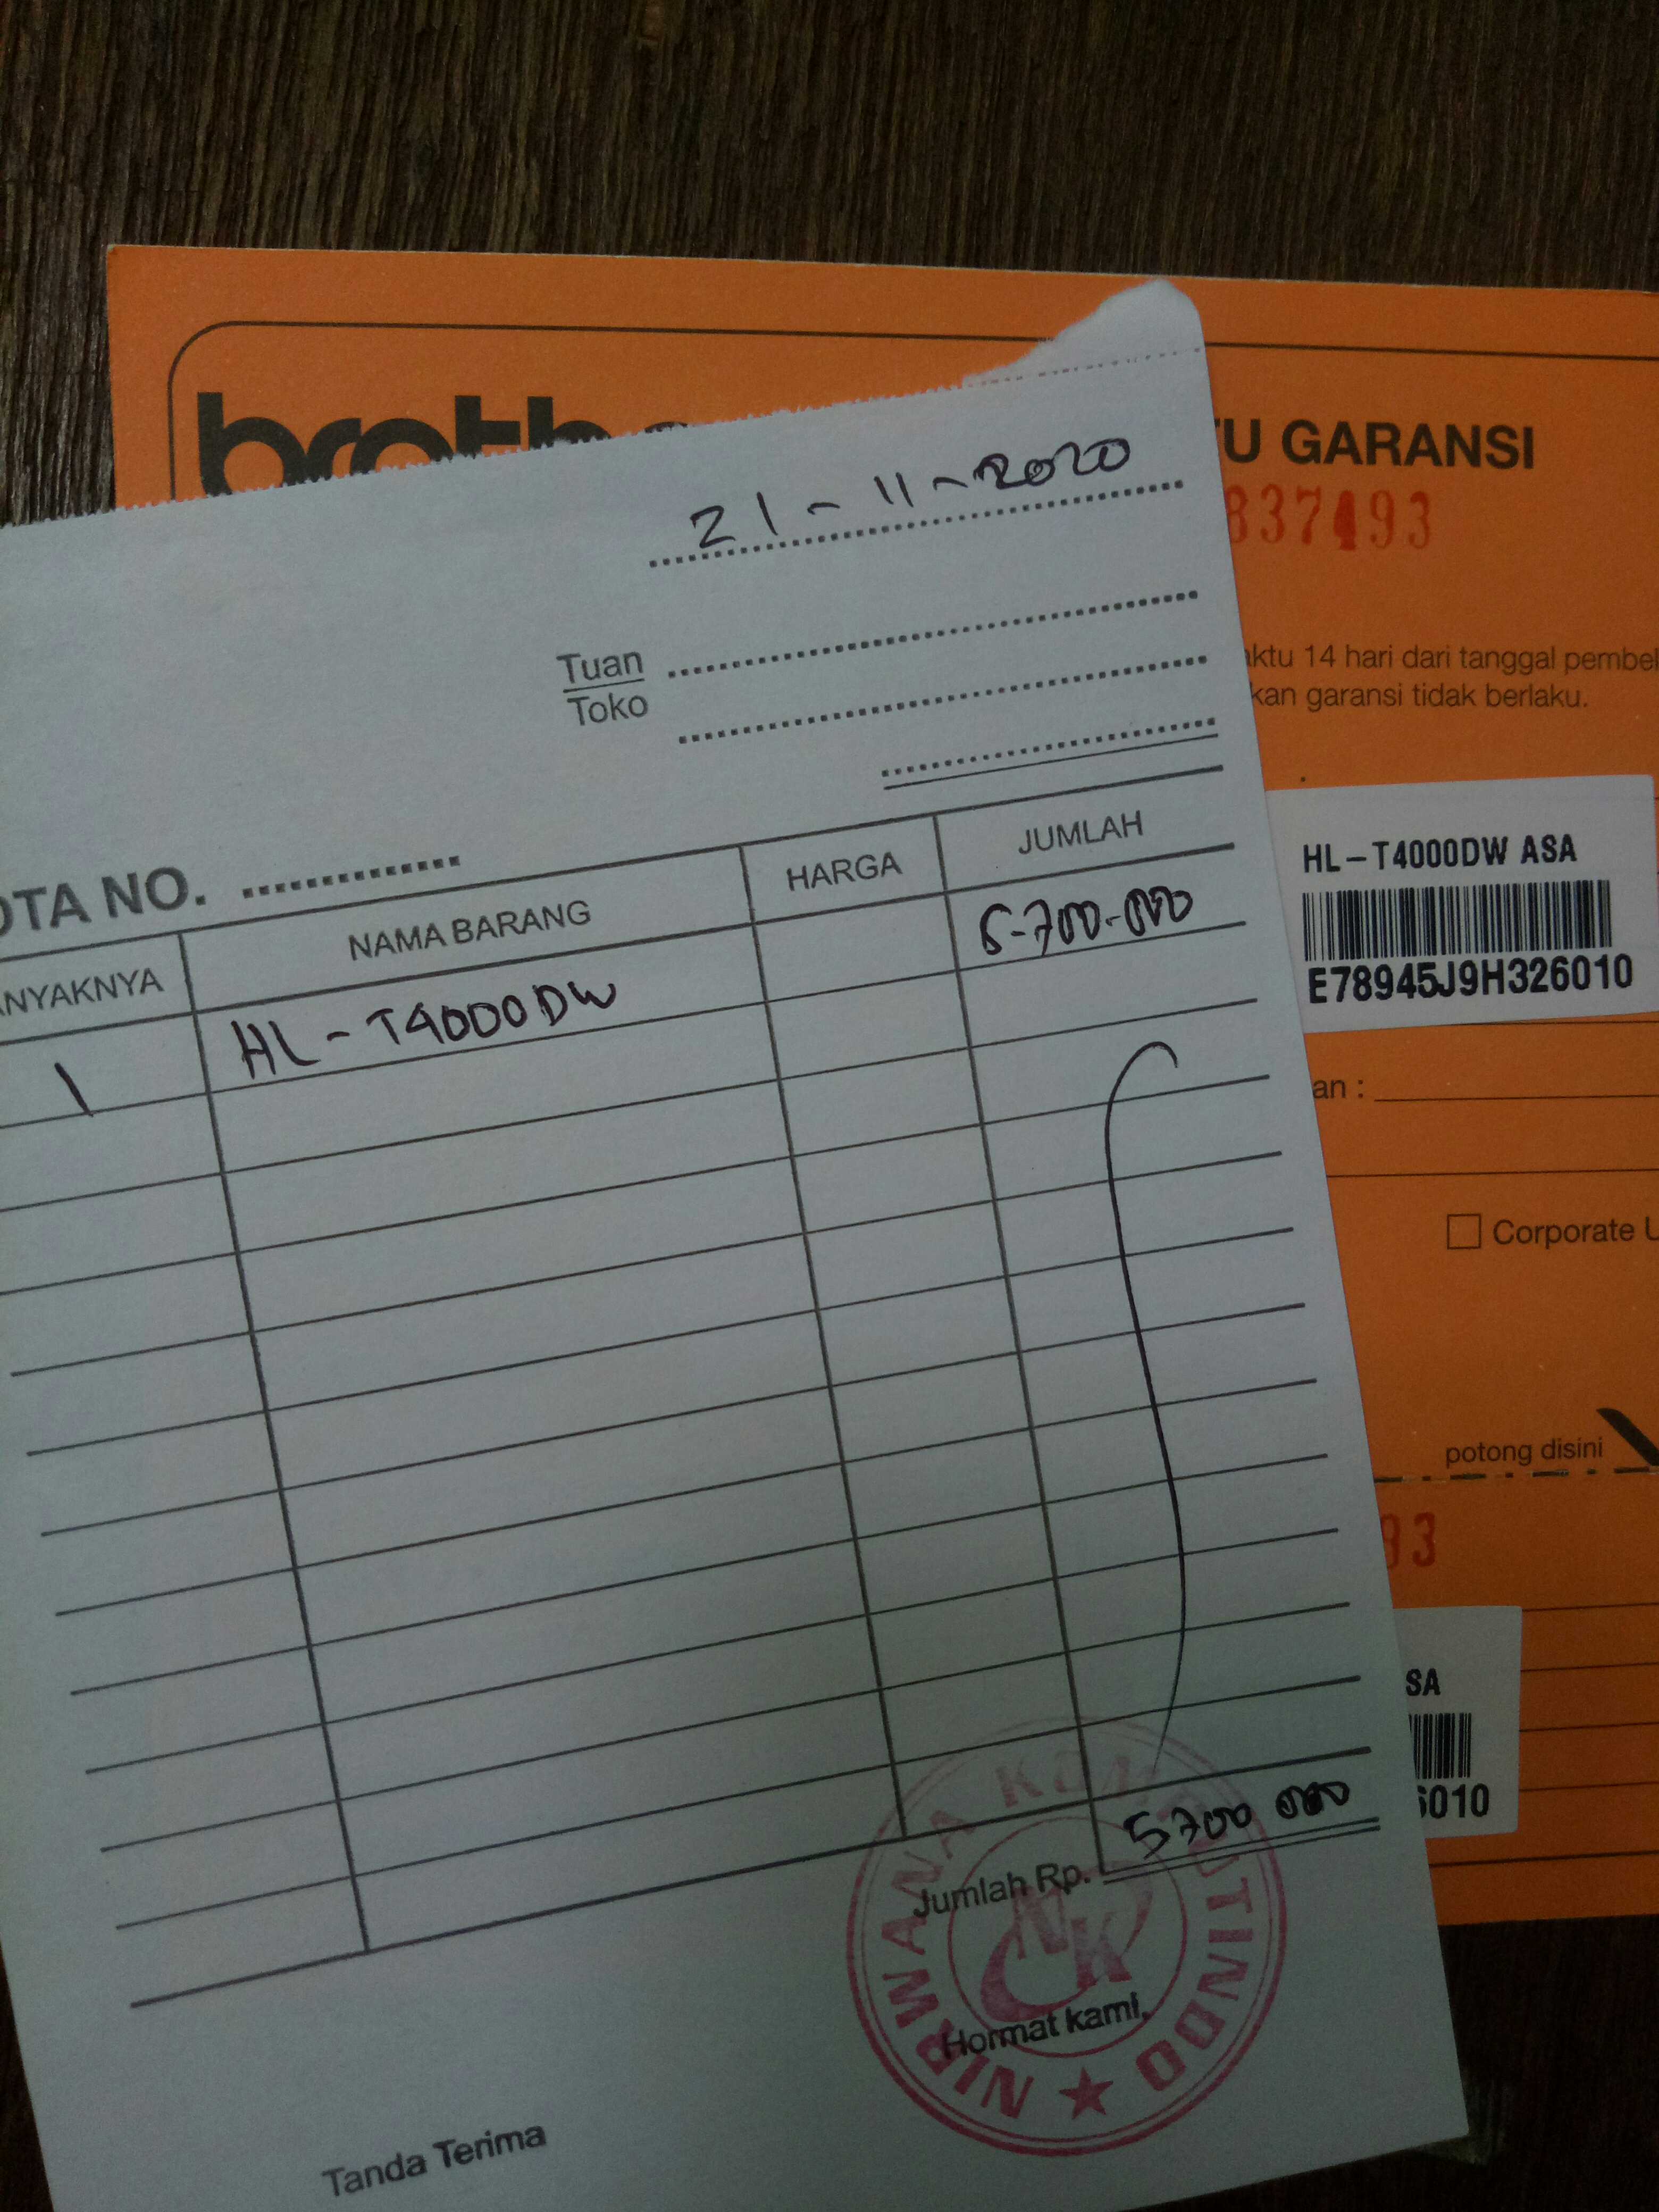 TU GARANSI
837493
aktu 14 hari dari tanggal pembel
kan garansi tidak berlaku.
HL-T4000DW ASA
E78945J9H326010
an :
Corporate U
potong disini
93
SA
6010
21-11-2020
Tuan
Toko
OTA NO.
ANYAKNYA NAMA BARANG HARGA JUMLAH
1 HL-T4000DW 5-700-000
Jumlah Rp. 5700 000
Hormat kami,
NIRWANA KOMPUTINDO
NK
Tanda Terima